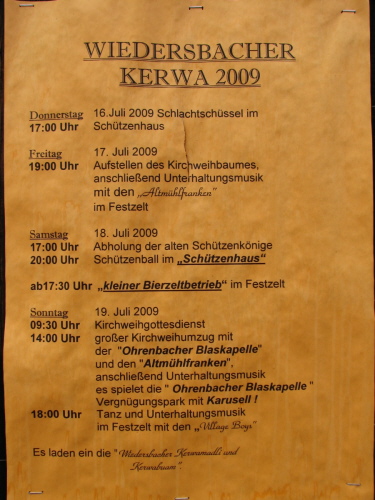 WIEDERSBACHER
KERWA 2009
Donnerstag 16.Juli 2009 Schlachtschüssel im
17:00 Uhr Schützenhaus
Freitag 17. Juli 2009
19:00 Uhr Aufstellen des Kirchweihbaumes,
anschließend Unterhaltungsmusik
mit den „Altmühlfranken"
im Festzelt
Samstag 18. Juli 2009
17:00 Uhr Abholung der alten Schützenkönige
20:00 Uhr Schützenball im „Schützenhaus"
ab17:30 Uhr „kleiner Bierzeltbetrieb" im Festzelt
Sonntag 19. Juli 2009
09:30 Uhr Kirchweihgottesdienst
14:00 Uhr großer Kirchweihumzug mit
der "Ohrenbacher Blaskapelle"
und den "Altmühlfranken",
anschließend Unterhaltungsmusik
es spielt die " Ohrenbacher Blaskapelle "
Vergnügungspark mit Karusell !
18:00 Uhr Tanz und Unterhaltungsmusik
im Festzelt mit den „Village Boys"
Es laden ein die "Wiedersbacher Kerwamadli und
Kerwabuam".